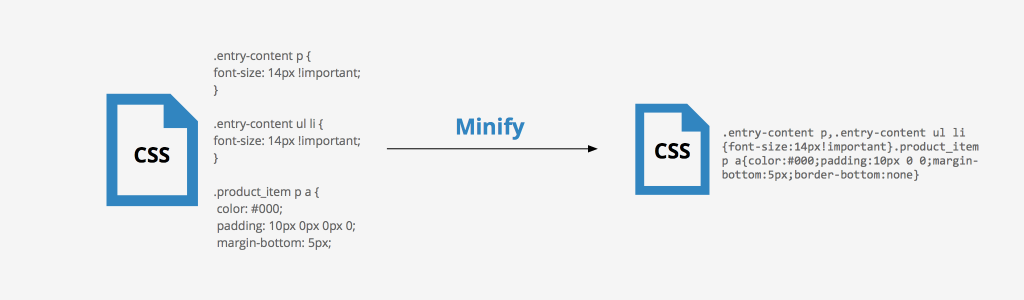 CSS
.entry-content p {
font-size: 14px !important;
}
.entry-content ul li {
font-size: 14px !important;
}
.product_item p a {
color: #000;
padding: 10px 0px 0px 0;
margin-bottom: 5px;
Minify
CSS
.entry-content p,.entry-content ul li
{font-size:14px!important}.product_item
p a{color:#000;padding:10px 0 0;margin-
bottom:5px;border-bottom:none}